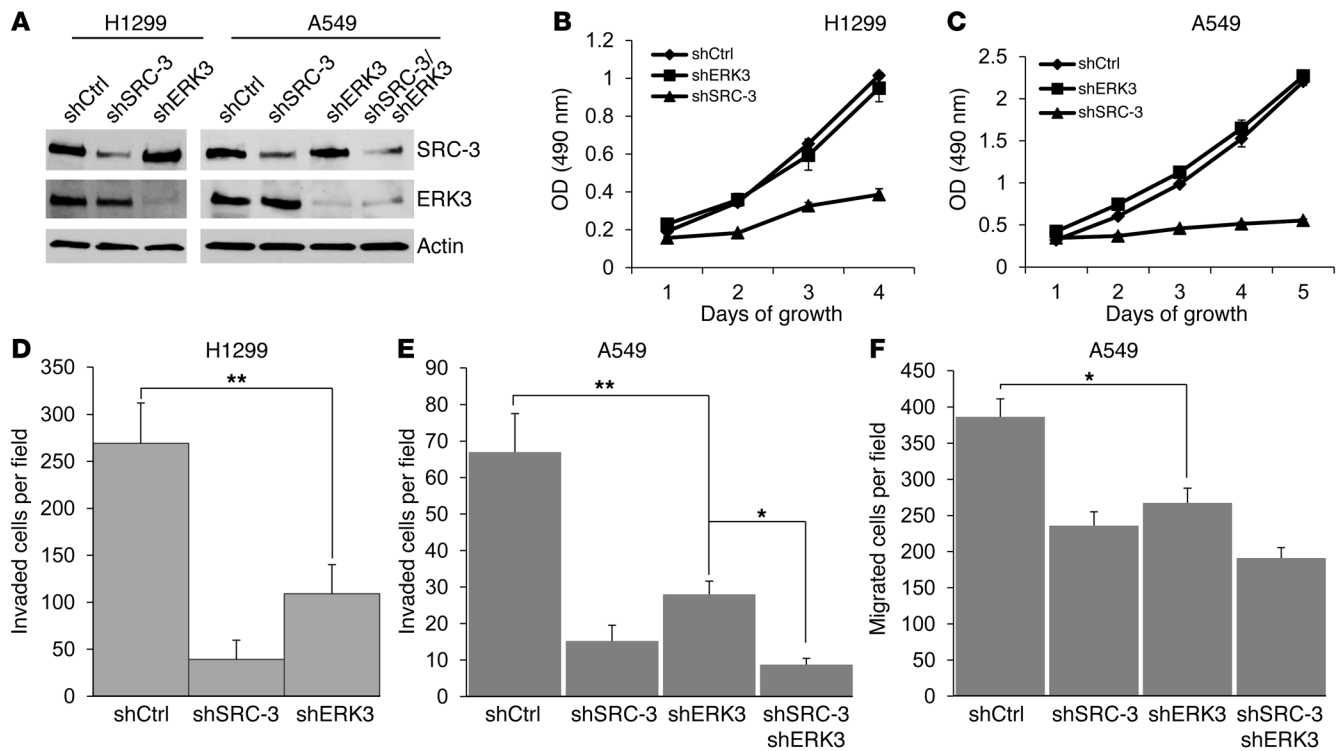 A
H1299
A549
shCtrl
shSRC-3
shERK3
shCtrl
shSRC-3
shERK3
shSRC-3/
shERK3
SRC-3
ERK3
Actin
B
H1299
OD (490 nm)
1.2
1
0.8
0.6
0.4
0.2
0
shCtrl
shERK3
shSRC-3
1 2 3 4
Days of growth
C
A549
OD (490 nm)
2.5
2
1.5
1
0.5
0
shCtrl
shERK3
shSRC-3
1 2 3 4 5
Days of growth
D
H1299
Invaded cells per field
350
300
250
200
150
100
50
0
**
shCtrl shSRC-3 shERK3
E
A549
Invaded cells per field
90
80
70
60
50
40
30
20
10
0
**
*
shCtrl shSRC-3 shERK3 shSRC-3
shERK3
F
A549
Migrated cells per field
450
400
350
300
250
200
150
100
50
0
*
shCtrl shSRC-3 shERK3 shSRC-3
shERK3